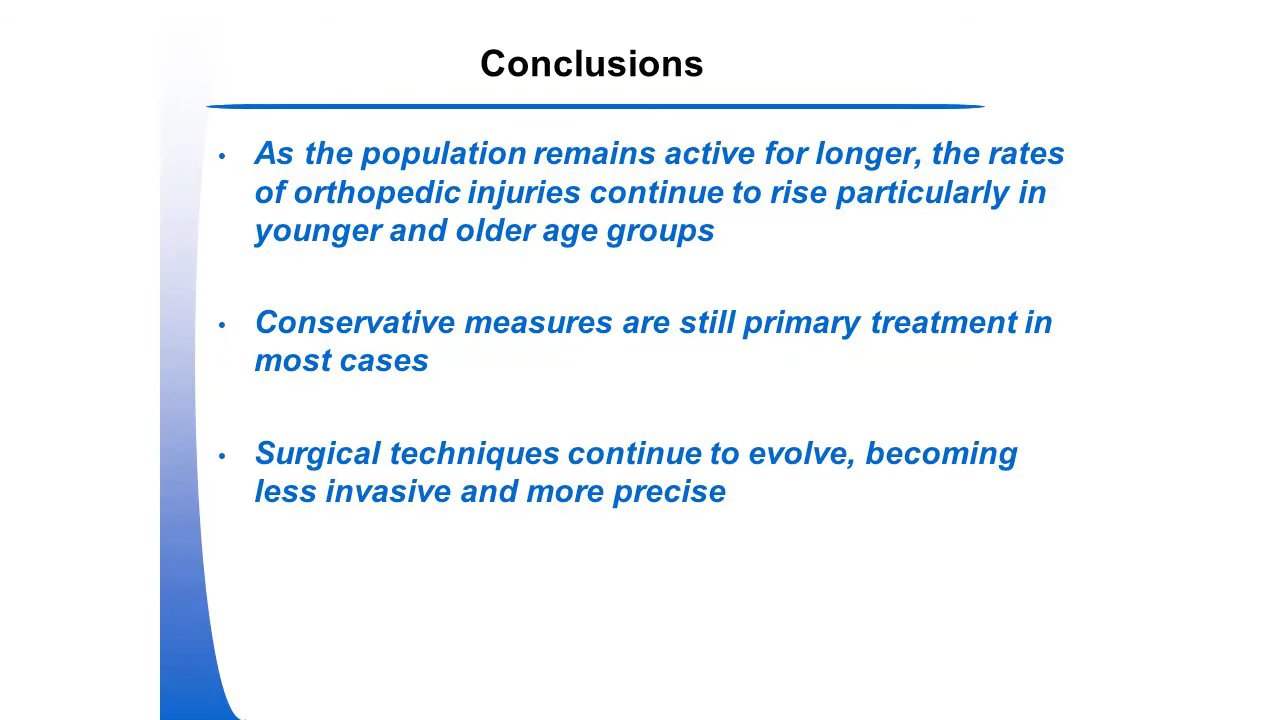 Conclusions
• As the population remains active for longer, the rates
of orthopedic injuries continue to rise particularly in
younger and older age groups
• Conservative measures are still primary treatment in
most cases
• Surgical techniques continue to evolve, becoming
less invasive and more precise